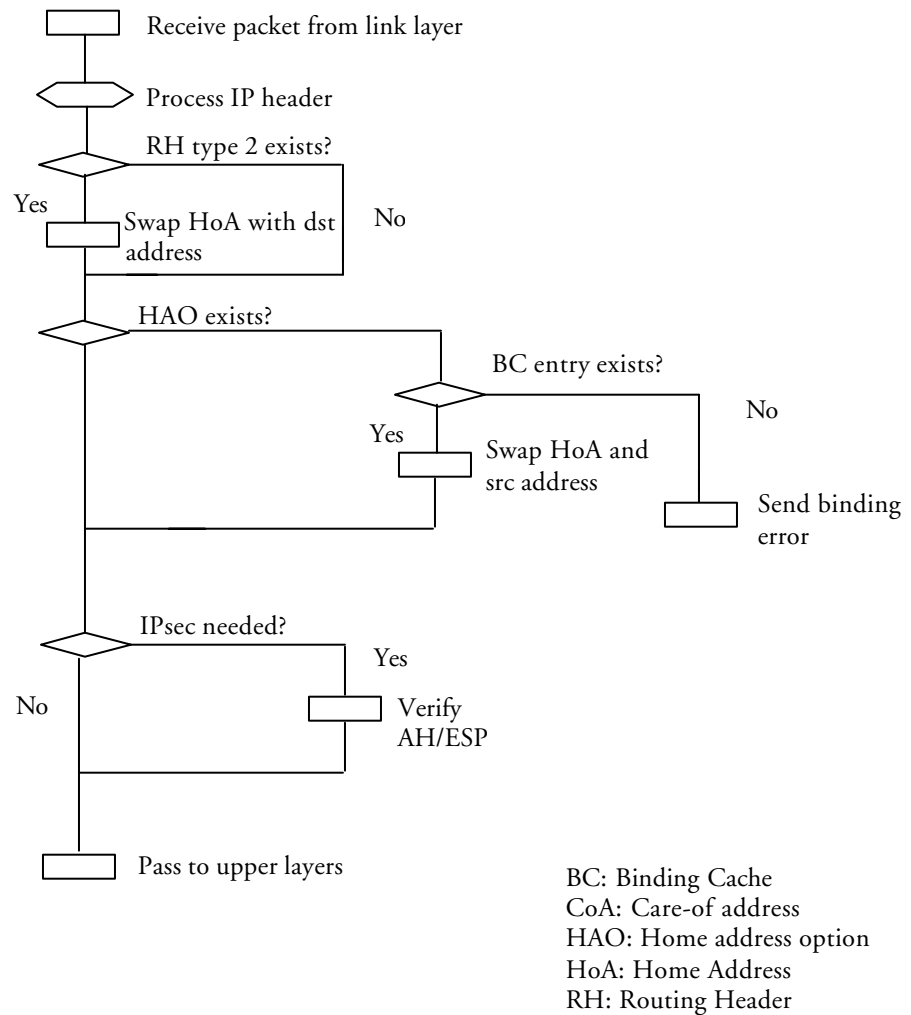 Receive packet from link layer
Process IP header
RH type 2 exists?
Yes
Swap HoA with dst
address
No
HAO exists?
BC entry exists?
No
Yes
Swap HoA and
src address
Send binding
error
IPsec needed?
Yes
No
Verify
AH/ESP
Pass to upper layers
BC: Binding Cache
CoA: Care-of address
HAO: Home address option
HoA: Home Address
RH: Routing Header